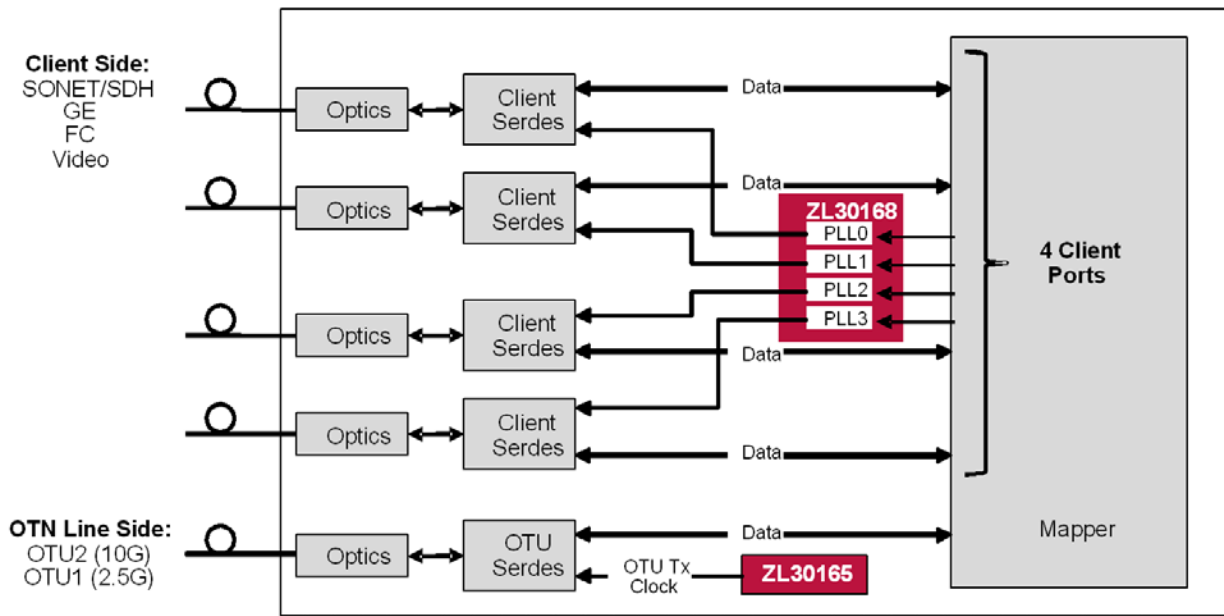 Client Side:
SONET/SDH
GE
FC
Video
Optics
Client
Serdes
Data
Optics
Client
Serdes
Data
ZL30168
PLL0
PLL1
PLL2
PLL3
4 Client
Ports
Optics
Client
Serdes
Data
Optics
Client
Serdes
Data
OTN Line Side:
OTU2 (10G)
OTU1 (2.5G)
Optics
OTU
Serdes
Data
OTU Tx
Clock
ZL30165
Mapper